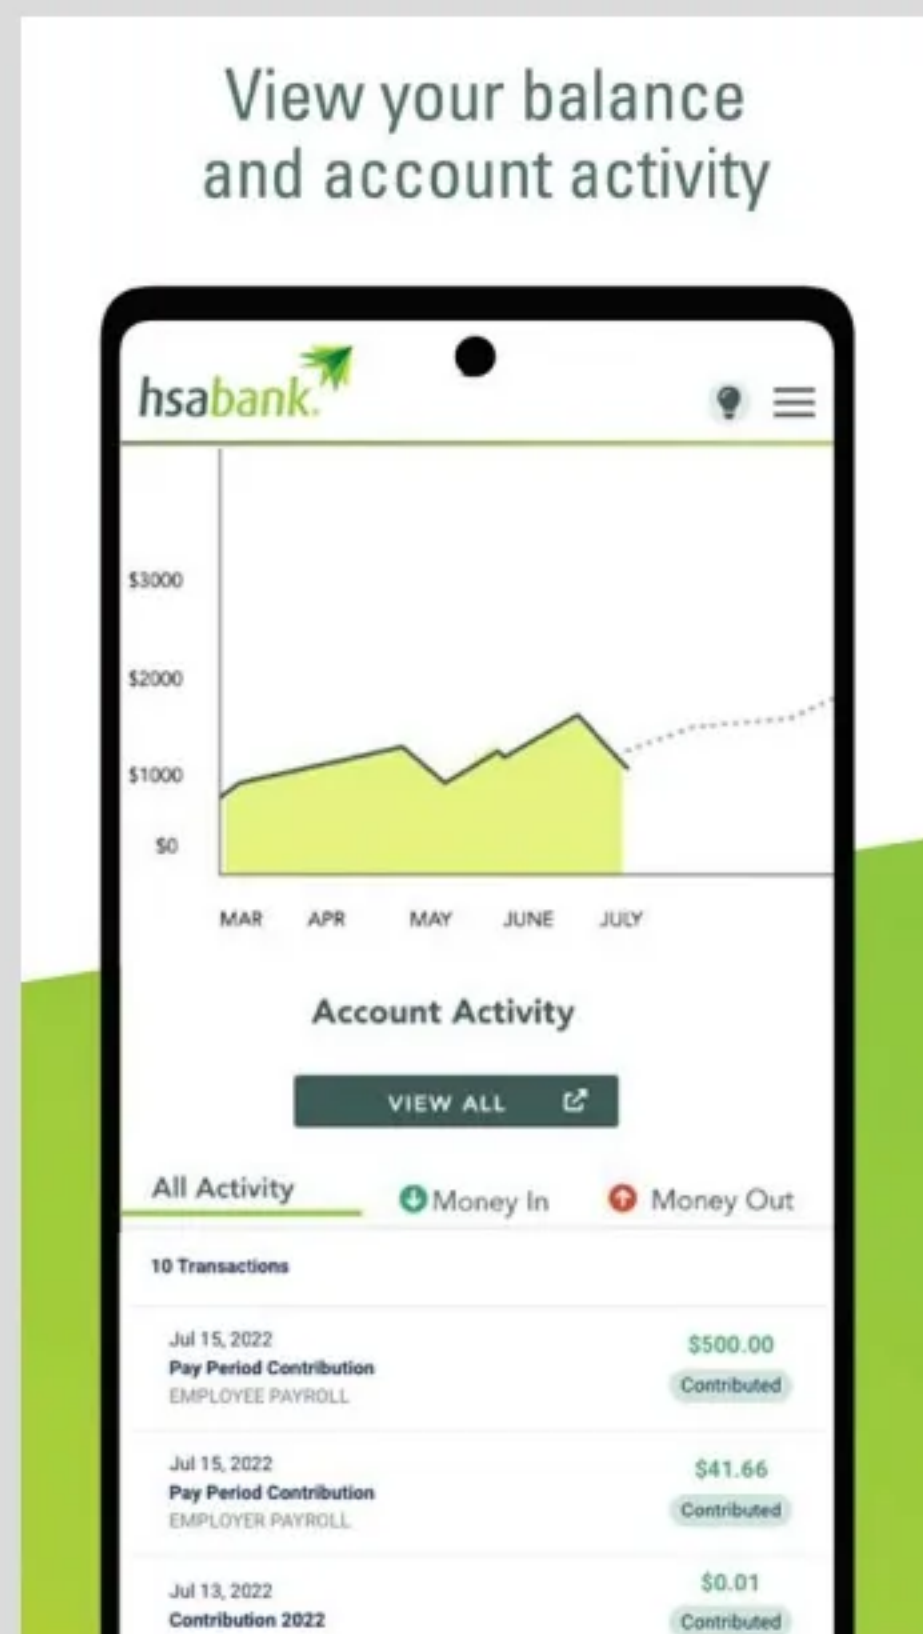 View your balance
and account activity
hsabank.
$3000
$2000
$1000
$0
MAR APR MAY JUNE JULY
Account Activity
VIEW ALL
All Activity Money In Money Out
10 Transactions
Jul 15, 2022
$500.00
Pay Period Contribution
Contributed
EMPLOYEE PAYROLL
Jul 15, 2022
$41.66
Pay Period Contribution
Contributed
EMPLOYER PAYROLL
Jul 13, 2022
$0.01
Contribution 2022
Contributed